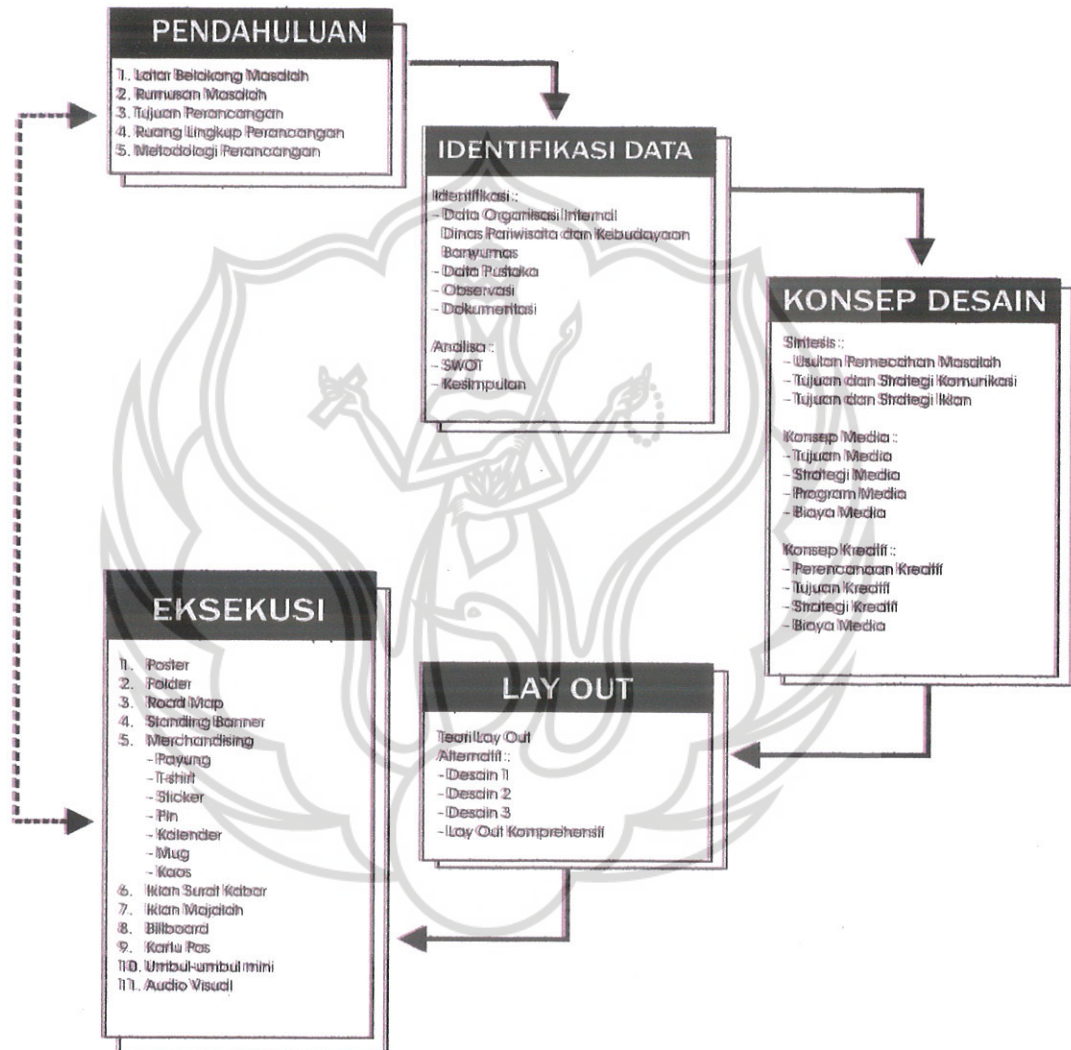 PENDAHULUAN
1. Latar Belakang Masalah
2. Rumusan Masalah
3. Tujuan Perancangan
4. Ruang Lingkup Perancangan
5. Metodologi Perancangan
IDENTIFIKASI DATA
Identifikasi :
- Data Organisasi Internal
Dinas Pariwisata dan Kebudayaan
Banyumas
- Data Pustaka
- Observasi
- Dokumentasi
Analisa :
- SWOT
- Kesimpulan
KONSEP DESAIN
Sintesis :
- Usulan Pemecahan Masalah
- Tujuan dan Strategi Komunikasi
- Tujuan dan Strategi Iklan
Konsep Media :
- Tujuan Media
- Strategi Media
- Program Media
- Biaya Media
Konsep Kreatif :
- Perencanaan Kreatif
- Tujuan Kreatif
- Strategi Kreatif
- Biaya Media
LAY OUT
Teori Lay Out
Alternatif :
- Desain 1
- Desain 2
- Desain 3
- Lay Out Komprehensif
EKSEKUSI
1. Poster
2. Folder
3. Road Map
4. Standing Banner
5. Merchandising
- Payung
- T-shirt
- Sticker
- Pin
- Kalender
- Mug
- Kaos
6. Iklan Surat Kabar
7. Iklan Majalah
8. Billboard
9. Kartu Pos
10. Umbul-umbul mini
11. Audio Visual